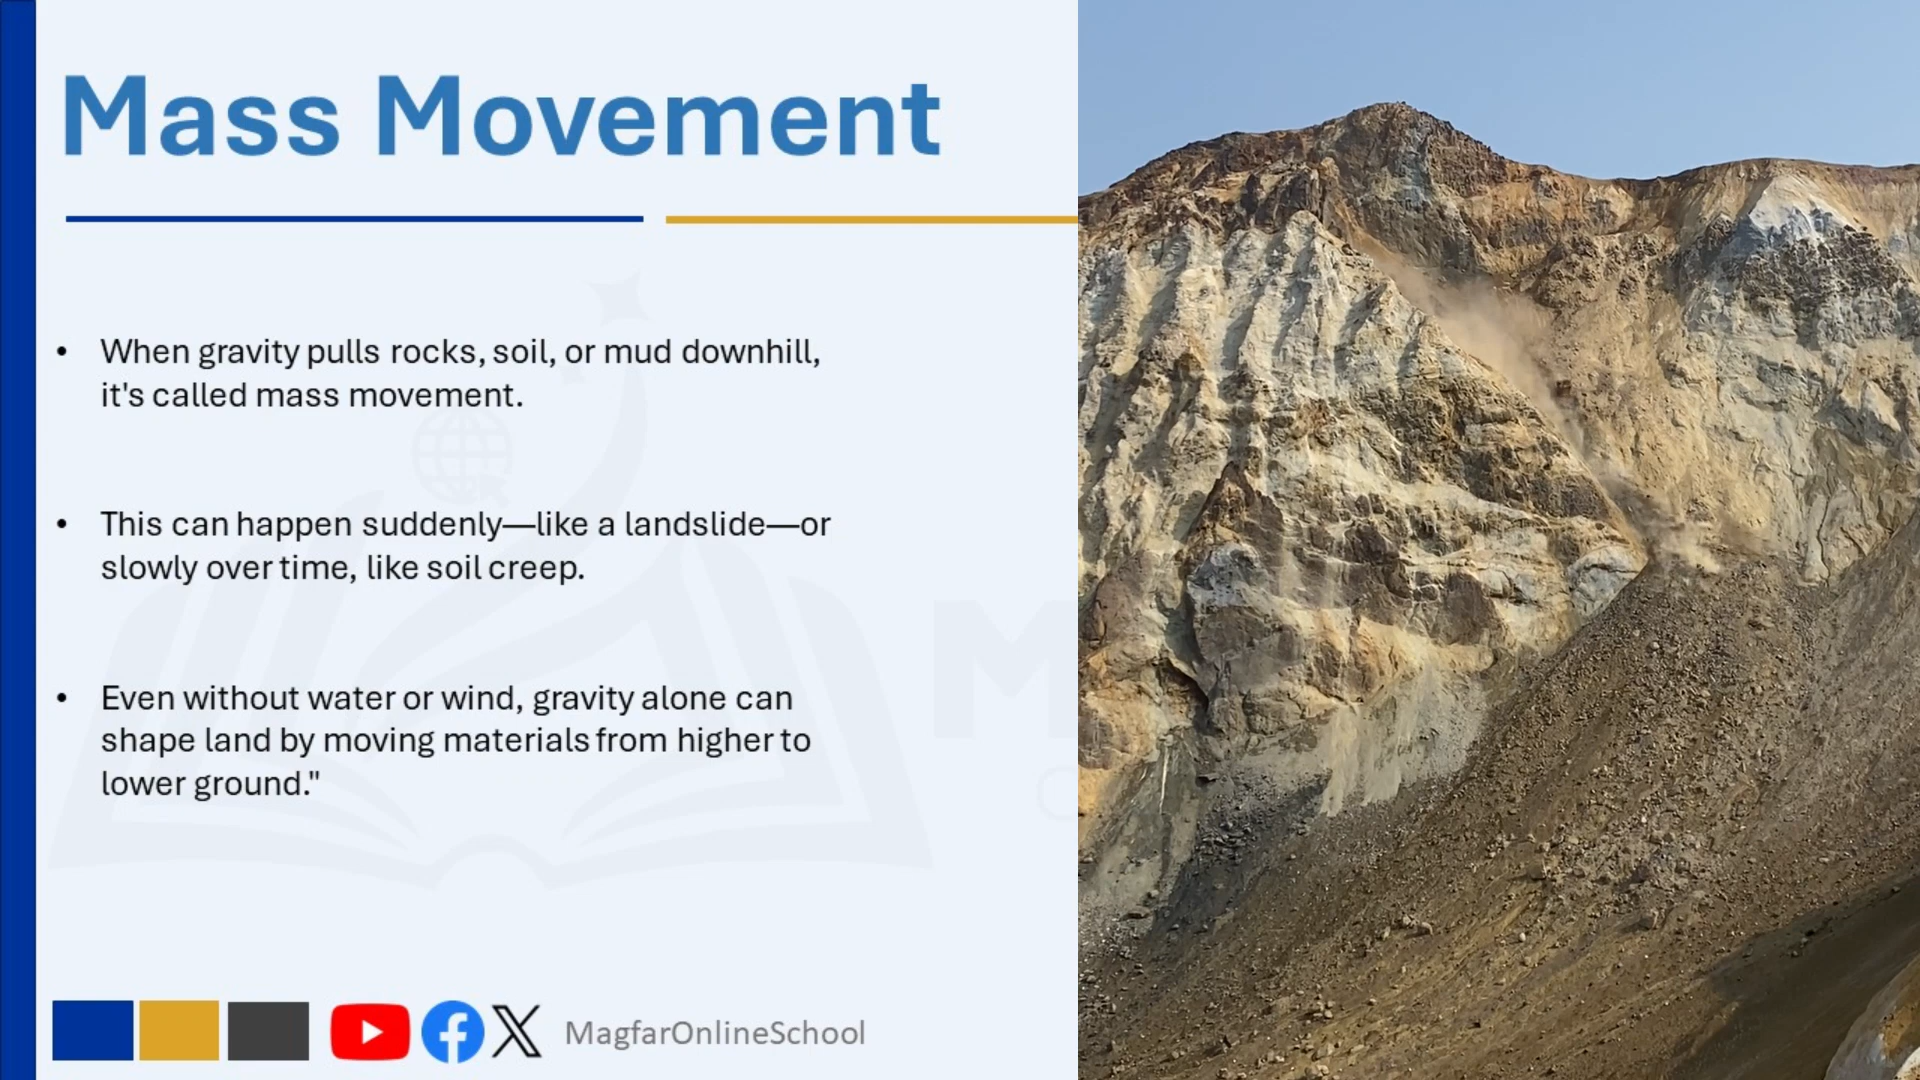 Mass Movement
• When gravity pulls rocks, soil, or mud downhill,
it's called mass movement.
• This can happen suddenly—like a landslide—or
slowly over time, like soil creep.
• Even without water or wind, gravity alone can
shape land by moving materials from higher to
lower ground."
MagfarOnlineSchool